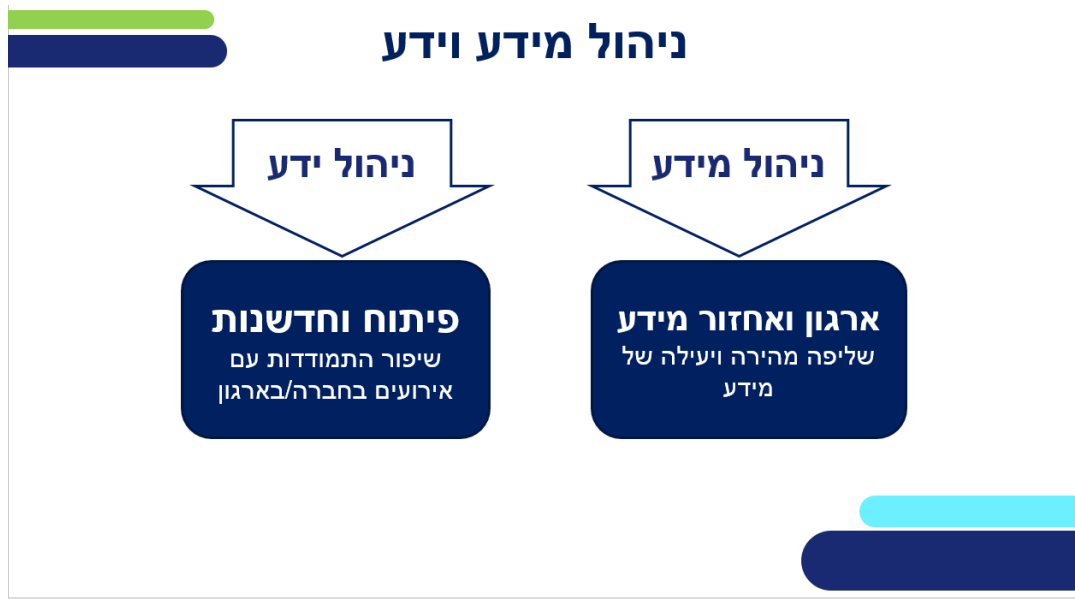 ניהול מידע וידע
ניהול מידע
ארגון ואחזור מידע
שליפה מהירה ויעילה של
מידע
ניהול ידע
פיתוח וחדשנות
שיפור התמודדות עם
אירועים בחברה/בארגון